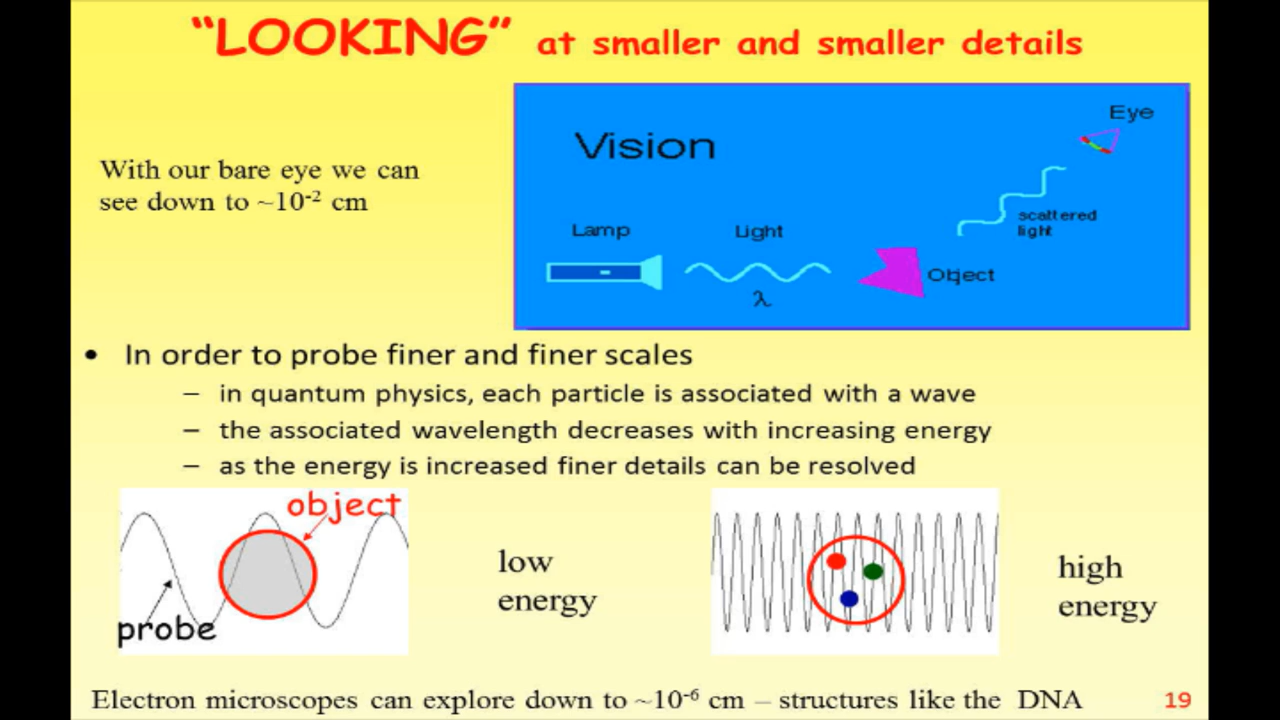 “LOOKING” at smaller and smaller details
With our bare eye we can
see down to ~10⁻² cm
Vision
Eye
scattered
light
Lamp
Light
Object
λ
• In order to probe finer and finer scales
– in quantum physics, each particle is associated with a wave
– the associated wavelength decreases with increasing energy
– as the energy is increased finer details can be resolved
object
probe
low
energy
high
energy
Electron microscopes can explore down to ~10⁻⁶ cm – structures like the DNA
19